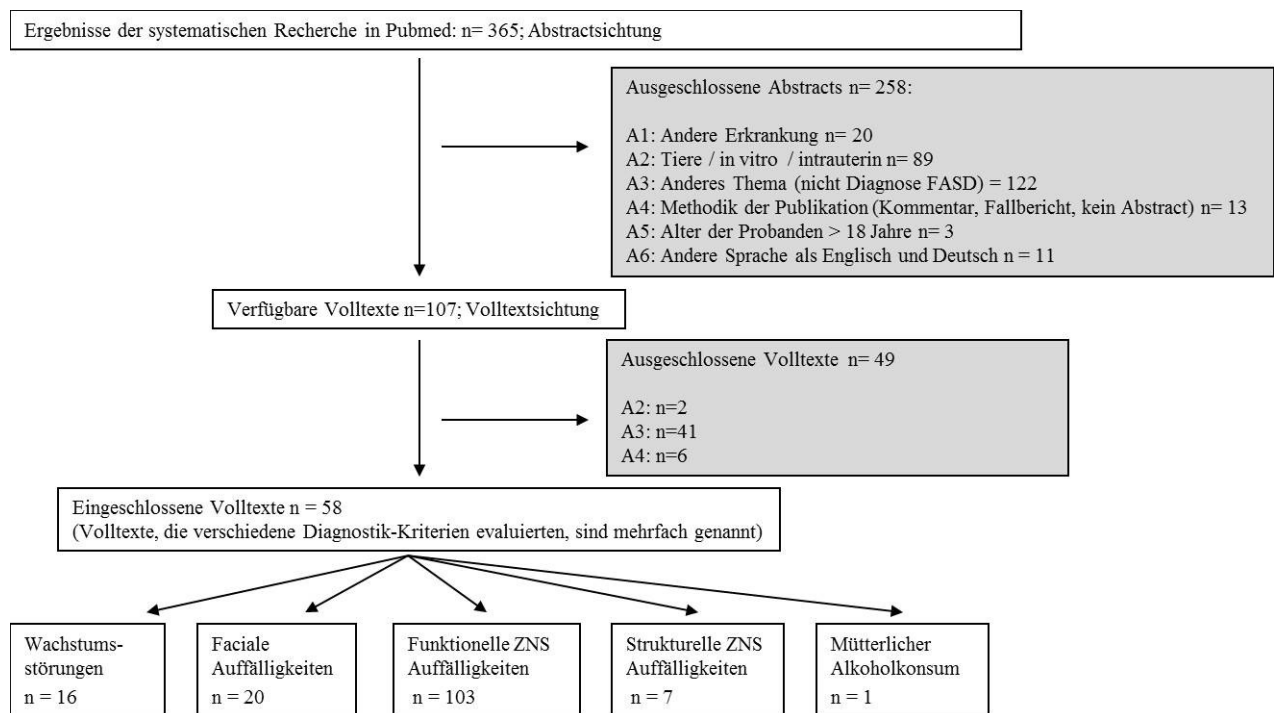 Ergebnisse der systematischen Recherche in Pubmed: n= 365; Abstractsichtung
Ausgeschlossene Abstracts n= 258:
A1: Andere Erkrankung n= 20
A2: Tiere / in vitro / intrauterin n= 89
A3: Anderes Thema (nicht Diagnose FASD) = 122
A4: Methodik der Publikation (Kommentar, Fallbericht, kein Abstract) n= 13
A5: Alter der Probanden > 18 Jahre n= 3
A6: Andere Sprache als Englisch und Deutsch n = 11
Verfügbare Volltexte n=107; Volltextsichtung
Ausgeschlossene Volltexte n= 49
A2: n=2
A3: n=41
A4: n=6
Eingeschlossene Volltexte n = 58
(Volltexte, die verschiedene Diagnostik-Kriterien evaluierten, sind mehrfach genannt)
Wachstums-
störungen
n = 16
Faciale
Auffälligkeiten
n = 20
Funktionelle ZNS
Auffälligkeiten
n = 103
Strukturelle ZNS
Auffälligkeiten
n = 7
Mütterlicher
Alkoholkonsum
n = 1